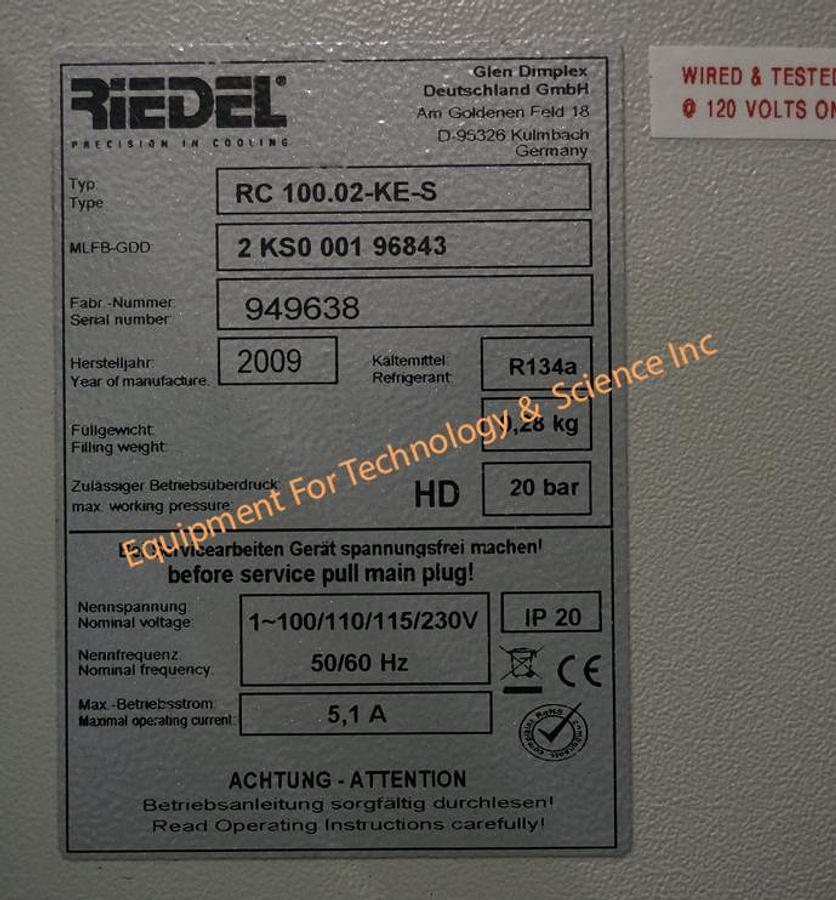 RIEDEL®
PRECISION IN COOLING
Glen Dimplex
Deutschland GmbH
Am Goldenen Feld 18
D-95326 Kulmbach
Germany
WIRED & TESTED
@ 120 VOLTS ON
Typ:
Type
RC 100.02-KE-S
MLFB-GDD:
2 KS0 001 96843
Fabr.-Nummer:
Serial number:
949638
Herstelljahr:
Year of manufacture:
2009
Kältemittel:
Refrigerant:
R134a
Füllgewicht:
Filling weight:
,28 kg
Zulässiger Betriebsüberdruck:
max. working pressure:
HD
20 bar
Equipment For Technology & Science Inc
Servicearbeiten Gerät spannungsfrei machen!
before service pull main plug!
Nennspannung:
Nominal voltage:
1~100/110/115/230V
IP 20
Nennfrequenz:
Nominal frequency:
50/60 Hz
CE
Max.-Betriebsstrom:
Maximal operating current:
5,1 A
RoHS
ACHTUNG - ATTENTION
Betriebsanleitung sorgfältig durchlesen!
Read Operating Instructions carefully!